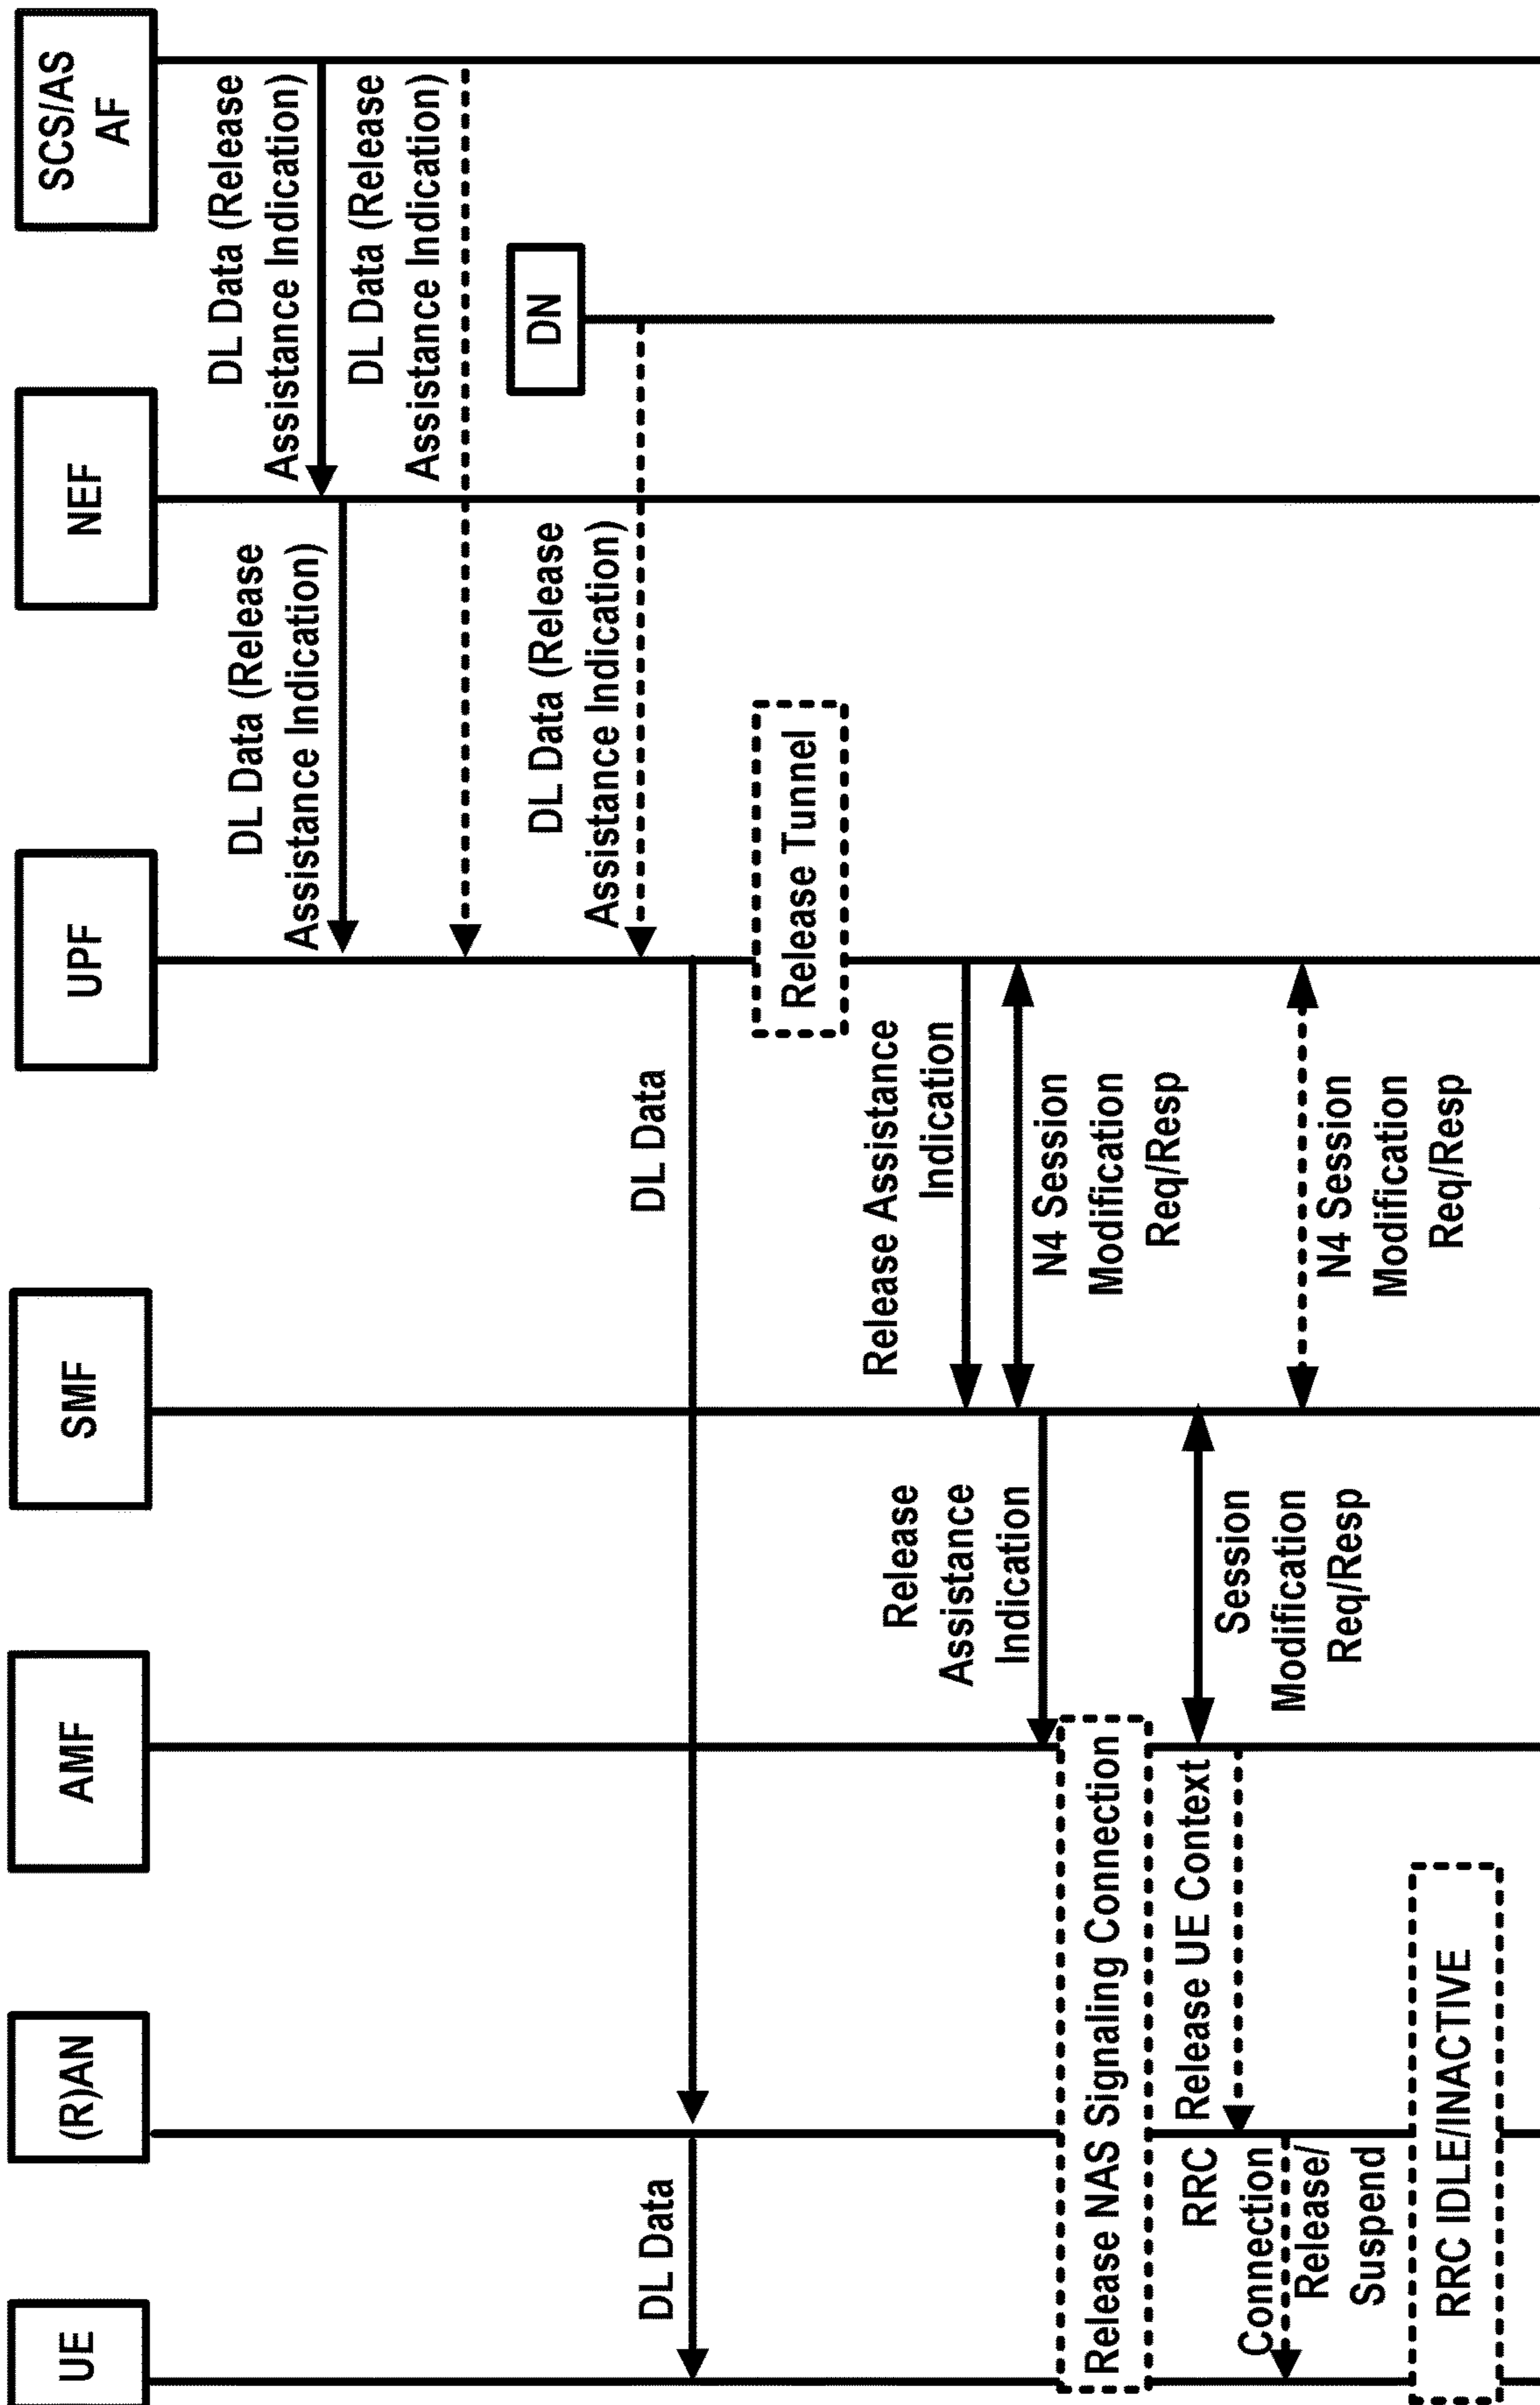 UE
(R)AN
AMF
SMF
UPF
NEF
SCS/AS
AF
DL Data (Release
Assistance Indication)
DL Data (Release
Assistance Indication)
DL Data (Release
Assistance Indication)
DN
DL Data (Release
Assistance Indication)
DL Data
DL Data
Release Tunnel
Release Assistance
Indication
N4 Session
Modification
Req/Resp
Release
Assistance
Indication
Release NAS Signaling Connection
Session
Modification
Req/Resp
Release UE Context
RRC
Connection
Release/
Suspend
N4 Session
Modification
Req/Resp
RRC IDLE/INACTIVE